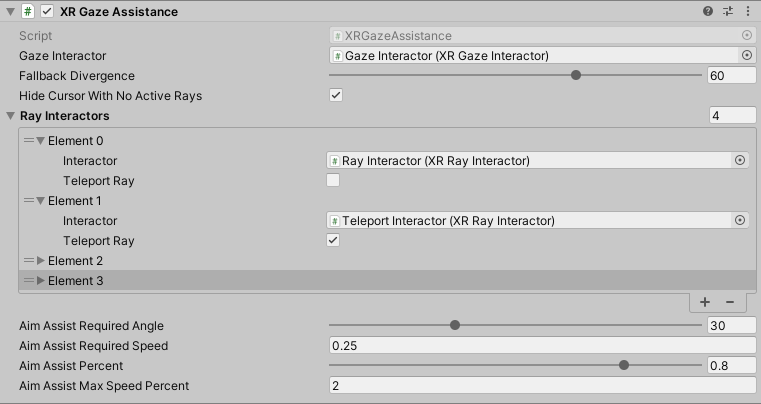 XR Gaze Assistance
Script # XRGazeAssistance
Gaze Interactor # Gaze Interactor (XR Gaze Interactor)
Fallback Divergence 60
Hide Cursor With No Active Rays
Ray Interactors 4
Element 0
Interactor # Ray Interactor (XR Ray Interactor)
Teleport Ray
Element 1
Interactor # Teleport Interactor (XR Ray Interactor)
Teleport Ray
Element 2
Element 3
Aim Assist Required Angle 30
Aim Assist Required Speed 0.25
Aim Assist Percent 0.8
Aim Assist Max Speed Percent 2